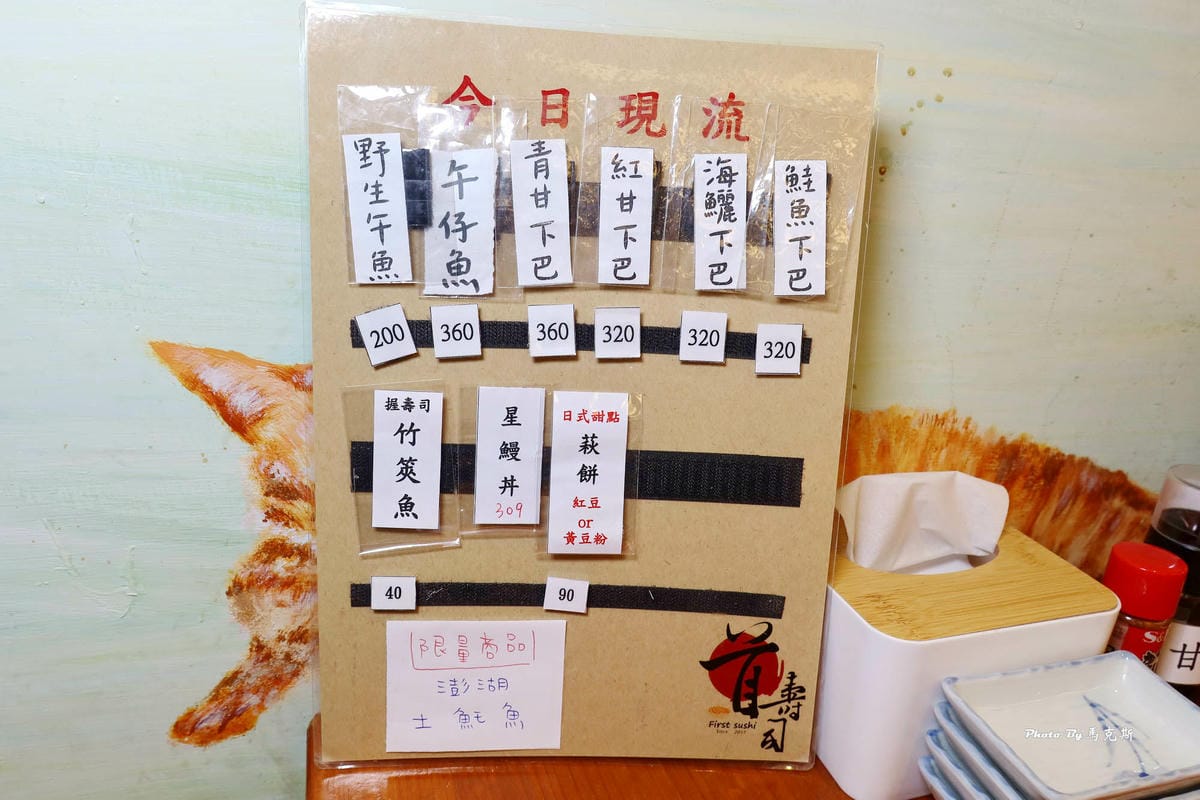 今日現流
野生午魚
午仔魚
青甘下巴
紅甘下巴
海鱺下巴
鮭魚下巴
200
360
360
320
320
320
握壽司
竹筴魚
星鰻丼
309
日式甜點
萩餅
紅豆
or
黃豆粉
40
90
限量商品
澎湖
土魠魚
首壽司
First sushi
Since 2017
S&B
甘
Photo By 馬克斯